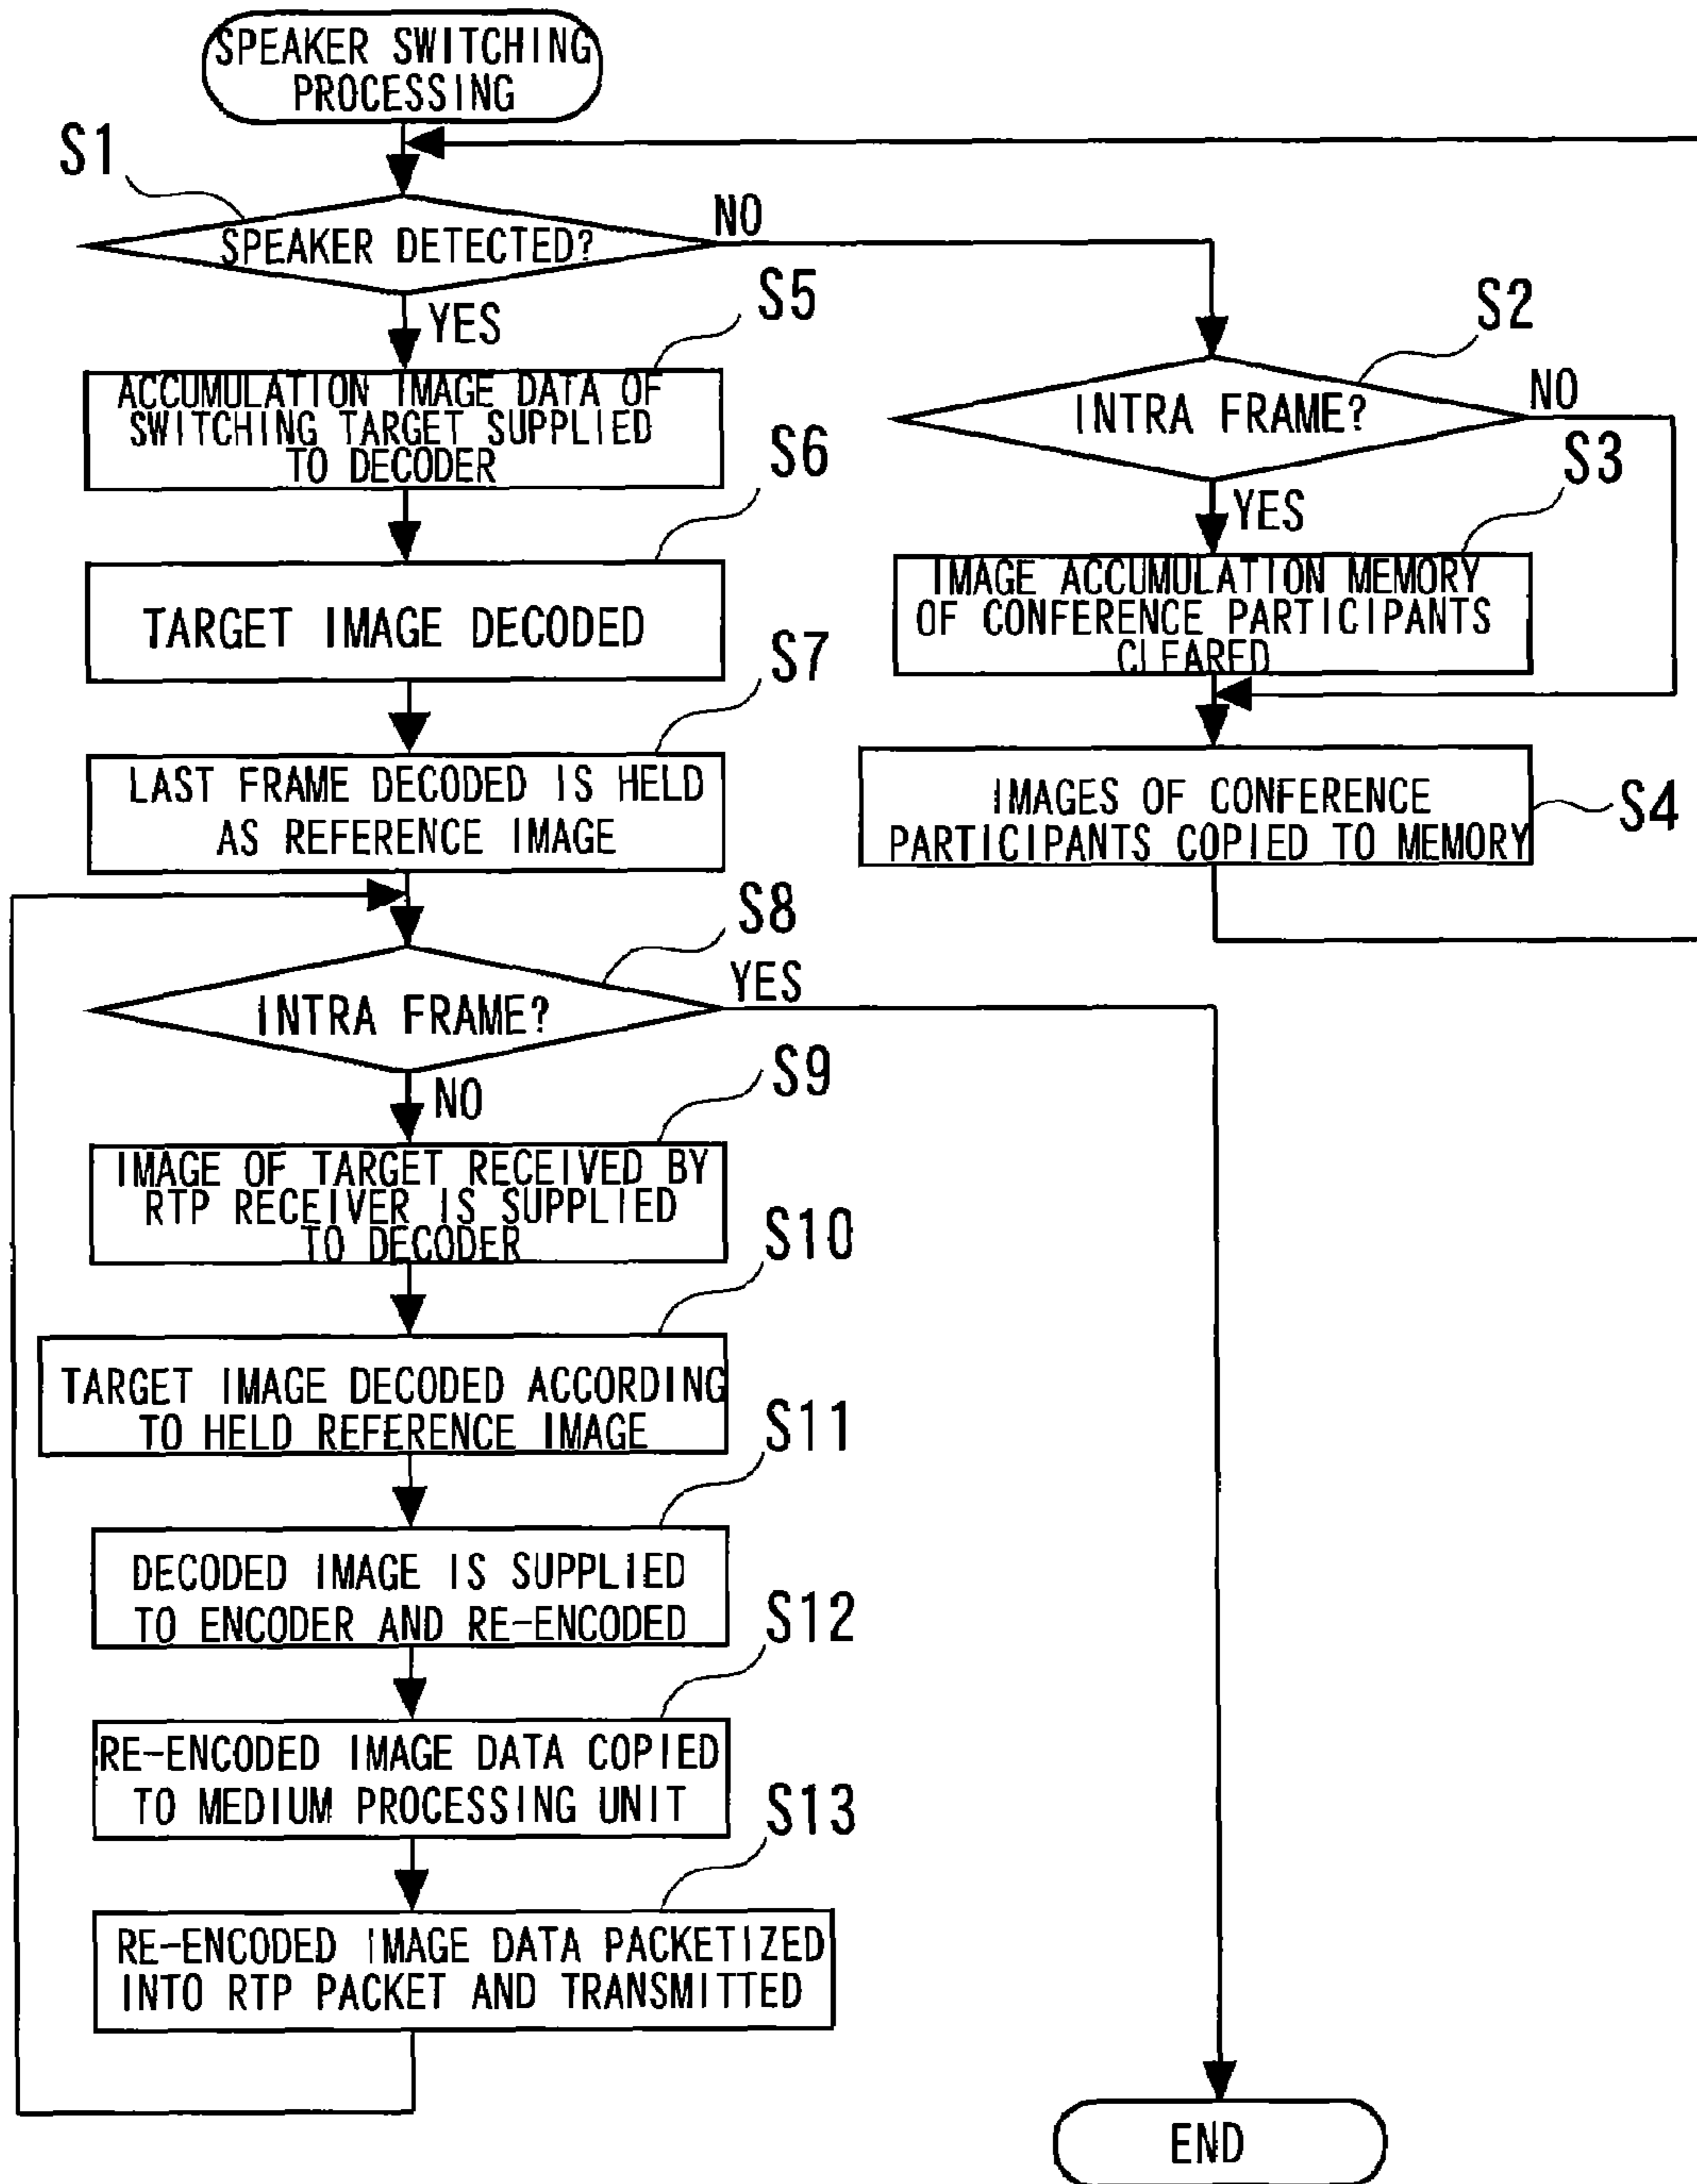 SPEAKER SWITCHING
PROCESSING
S1
SPEAKER DETECTED?
NO
YES
S5
ACCUMULATION IMAGE DATA OF
SWITCHING TARGET SUPPLIED
TO DECODER
S6
TARGET IMAGE DECODED
S7
LAST FRAME DECODED IS HELD
AS REFERENCE IMAGE
S2
INTRA FRAME?
NO
YES
S3
IMAGE ACCUMULATION MEMORY
OF CONFERENCE PARTICIPANTS
CLEARED
IMAGES OF CONFERENCE
PARTICIPANTS COPIED TO MEMORY
S4
S8
INTRA FRAME?
YES
NO
S9
IMAGE OF TARGET RECEIVED BY
RTP RECEIVER IS SUPPLIED
TO DECODER
S10
TARGET IMAGE DECODED ACCORDING
TO HELD REFERENCE IMAGE
S11
DECODED IMAGE IS SUPPLIED
TO ENCODER AND RE-ENCODED
S12
RE-ENCODED IMAGE DATA COPIED
TO MEDIUM PROCESSING UNIT
S13
RE-ENCODED IMAGE DATA PACKETIZED
INTO RTP PACKET AND TRANSMITTED
END